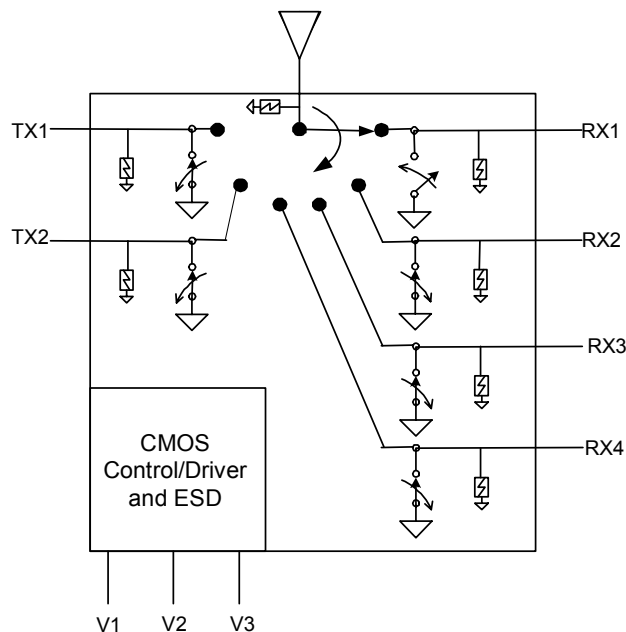 TX1
RX1
TX2
RX2
RX3
RX4
CMOS
Control/Driver
and ESD
V1 V2 V3